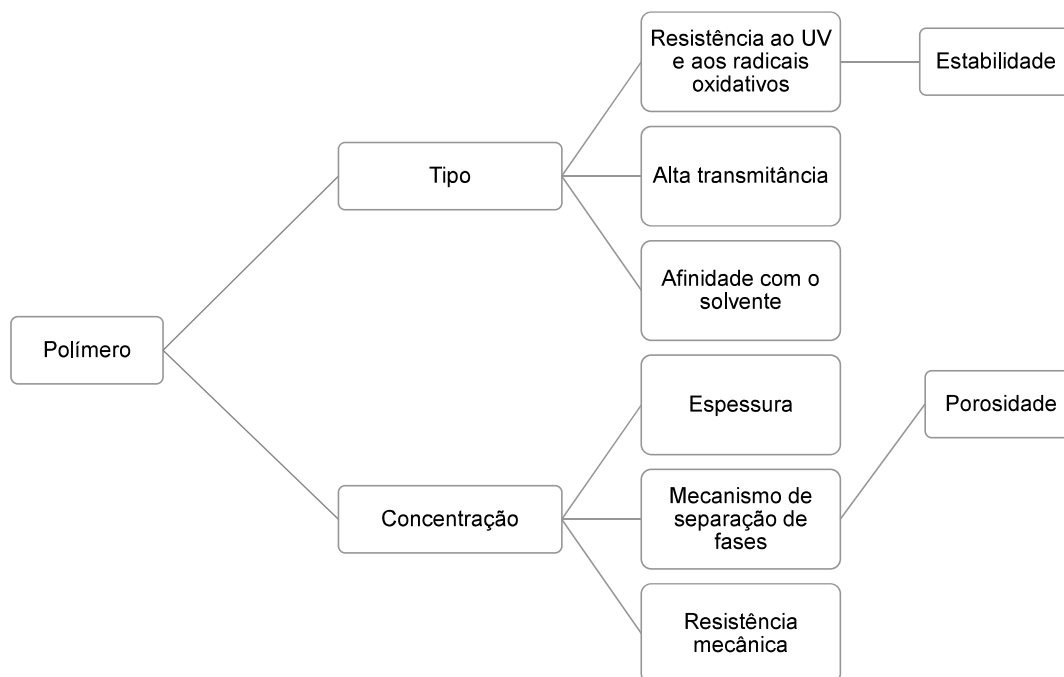 Polímero
Tipo
Resistência ao UV
e aos radicais
oxidativos
Estabilidade
Alta transmitância
Afinidade com o
solvente
Concentração
Espessura
Mecanismo de
separação de
fases
Porosidade
Resistência
mecânica